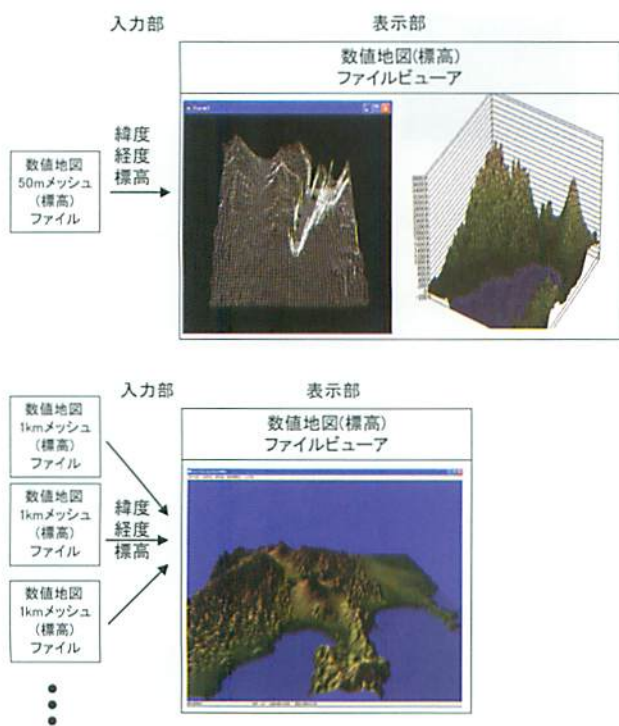 入力部
表示部
数値地図(標高)
ファイルビューア
緯度
経度
標高
数値地図
50mメッシュ
(標高)
ファイル
入力部
表示部
数値地図
1kmメッシュ
(標高)
ファイル
数値地図(標高)
ファイルビューア
数値地図
1kmメッシュ
(標高)
ファイル
緯度
経度
標高
数値地図
1kmメッシュ
(標高)
ファイル